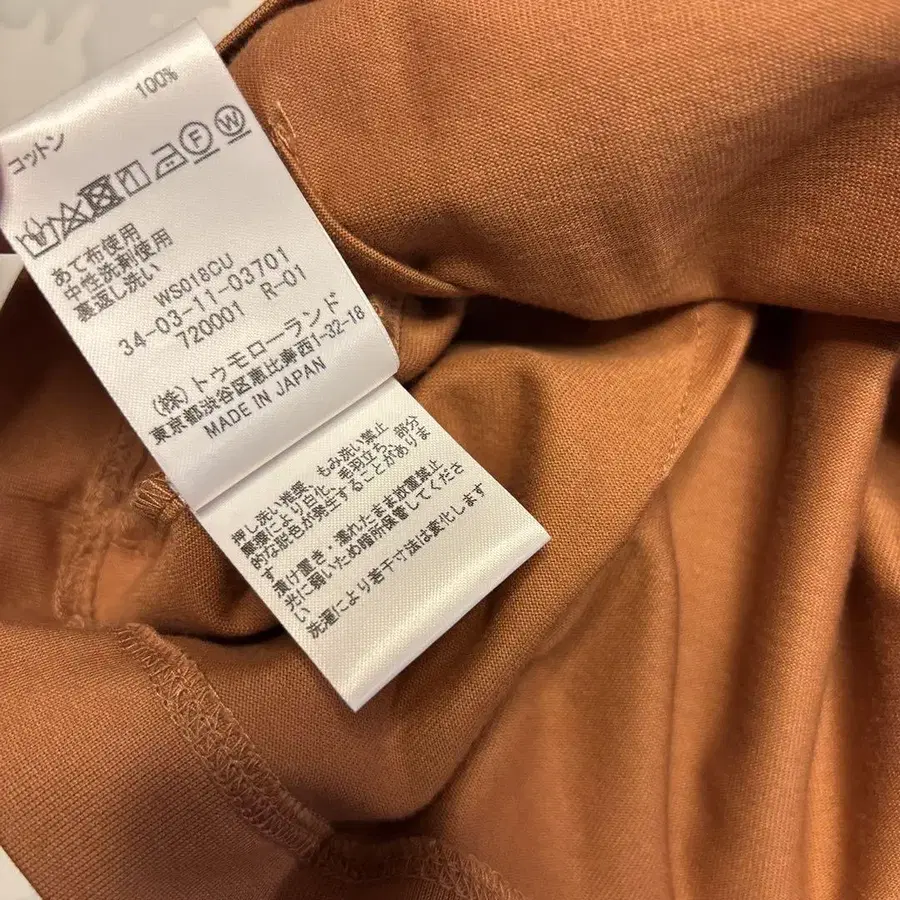 コットン 100%
F W
あて布使用
中性洗剤使用
裏返し洗い
WS018CU
34-03-11-03701
720001 R-01
(株)トゥモローランド
東京都渋谷区恵比寿西1-32-18
MADE IN JAPAN
押し洗い推奨 もみ洗い禁止
摩擦により白化、毛羽立ち、部分
的な脱色が発生することがありま
す
漬け置き・濡れたまま放置禁止
光に弱いため暗所保管してくださ
い
洗濯により若干寸法は変化します